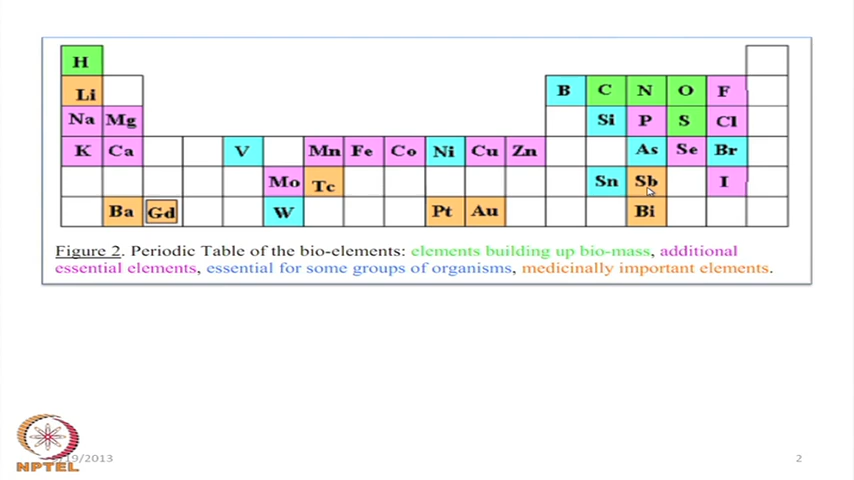 H
Li B C N O F
Na Mg Si P S Cl
K Ca V Mn Fe Co Ni Cu Zn As Se Br
Mo Tc Sn Sb I
Ba Gd W Pt Au Bi
Figure 2. Periodic Table of the bio-elements: elements building up bio-mass, additional
essential elements, essential for some groups of organisms, medicinally important elements.
NPTEL
/19/2013
2